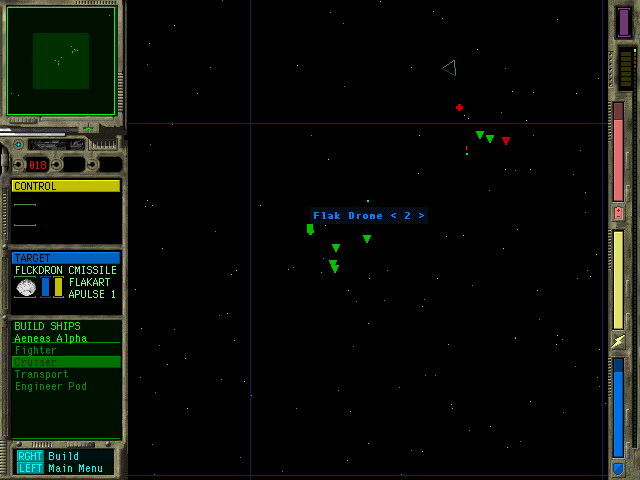 018
CONTROL
TARGET
FLCKDRON CMISSILE
FLAKART
APULSE 1
BUILD SHIPS
Aeneas Alpha
Fighter
Cruiser
Transport
Engineer Pod
RGHT Build
LEFT Main Menu
Flak Drone < 2 >